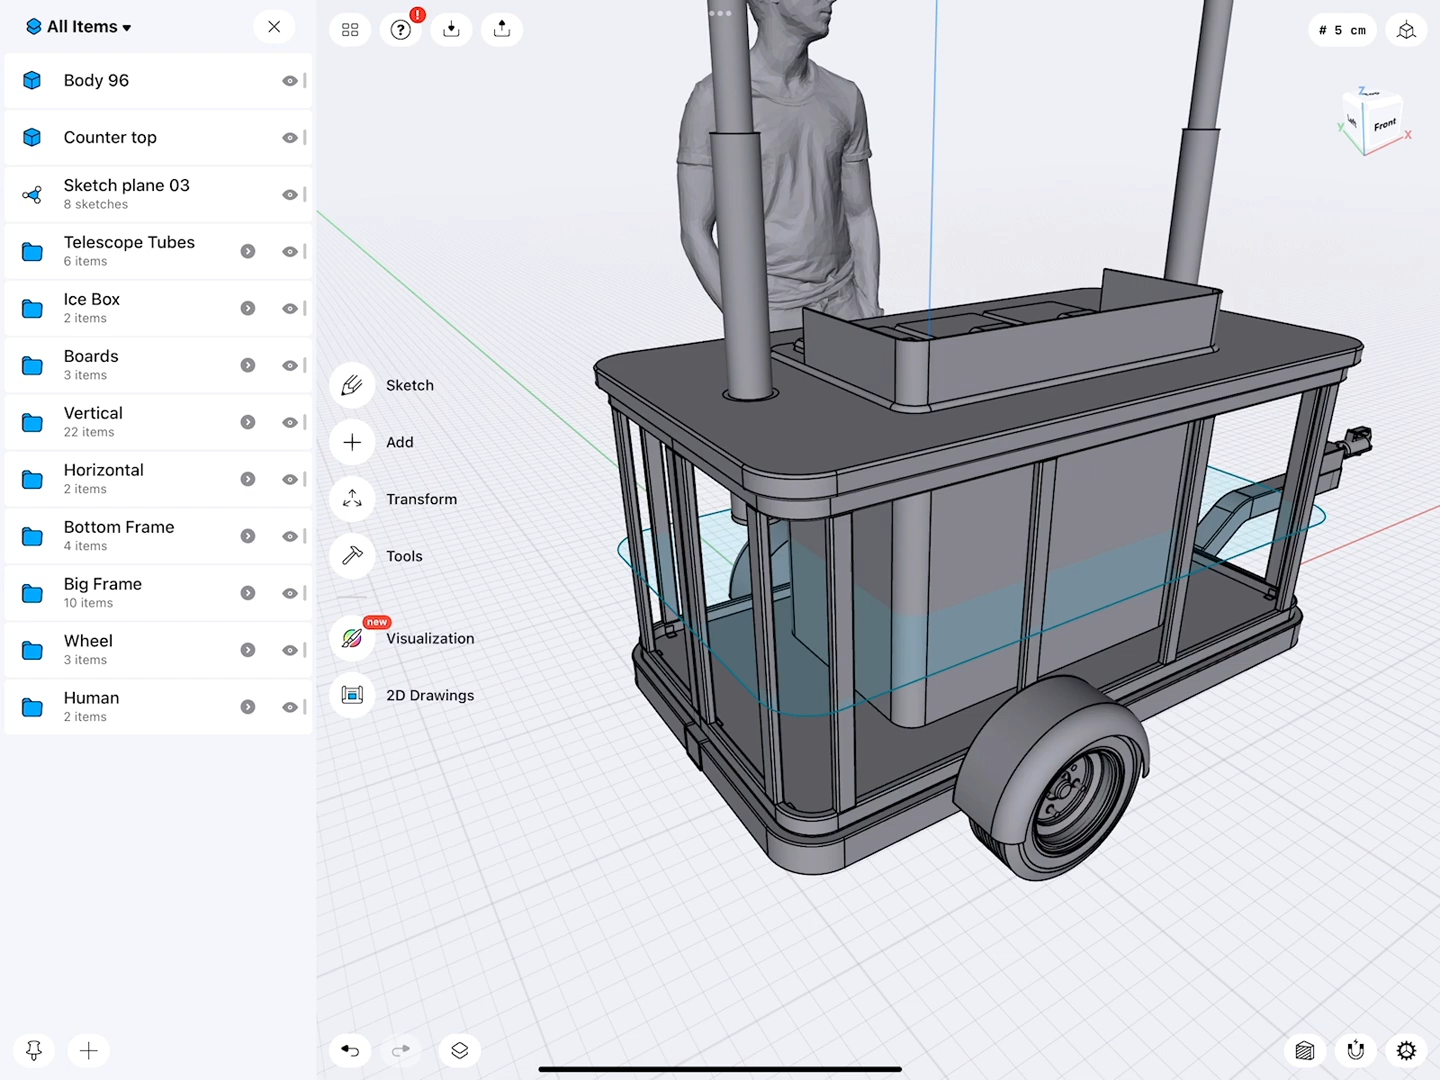 All Items
Body 96
Counter top
Sketch plane 03
8 sketches
Telescope Tubes
6 items
Ice Box
2 items
Boards
3 items
Vertical
22 items
Horizontal
2 items
Bottom Frame
4 items
Big Frame
10 items
Wheel
3 items
Human
2 items
?
!
# 5 cm
Z
Left
Front
Y
X
Sketch
Add
Transform
Tools
new
Visualization
2D Drawings